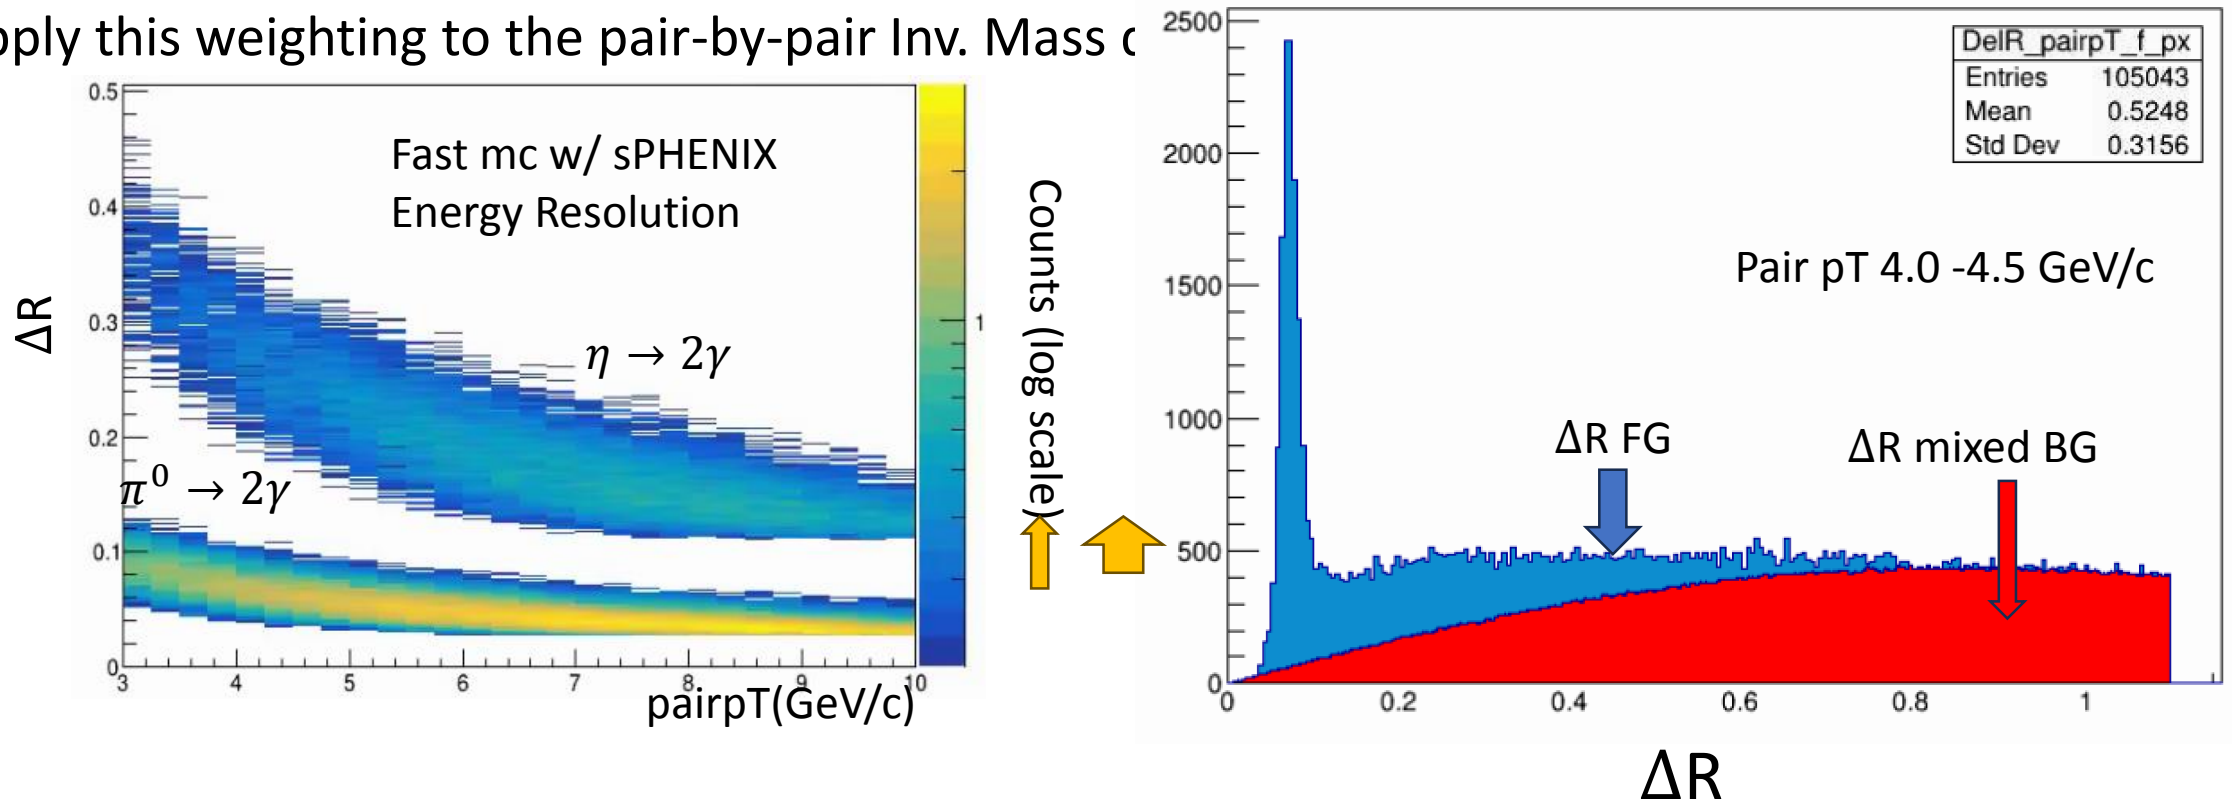 pply this weighting to the pair-by-pair Inv. Mass
0.5
0.4
0.3
0.2
0.1
0
ΔR
Fast mc w/ sPHENIX
Energy Resolution
η → 2γ
π⁰ → 2γ
3 4 5 6 7 8 9 10
pairpT(GeV/c)
1
Counts (log scale)
2500
2000
1500
1000
500
0
DelR_pairpT_f_px
Entries 105043
Mean 0.5248
Std Dev 0.3156
Pair pT 4.0 -4.5 GeV/c
ΔR FG
ΔR mixed BG
0 0.2 0.4 0.6 0.8 1
ΔR